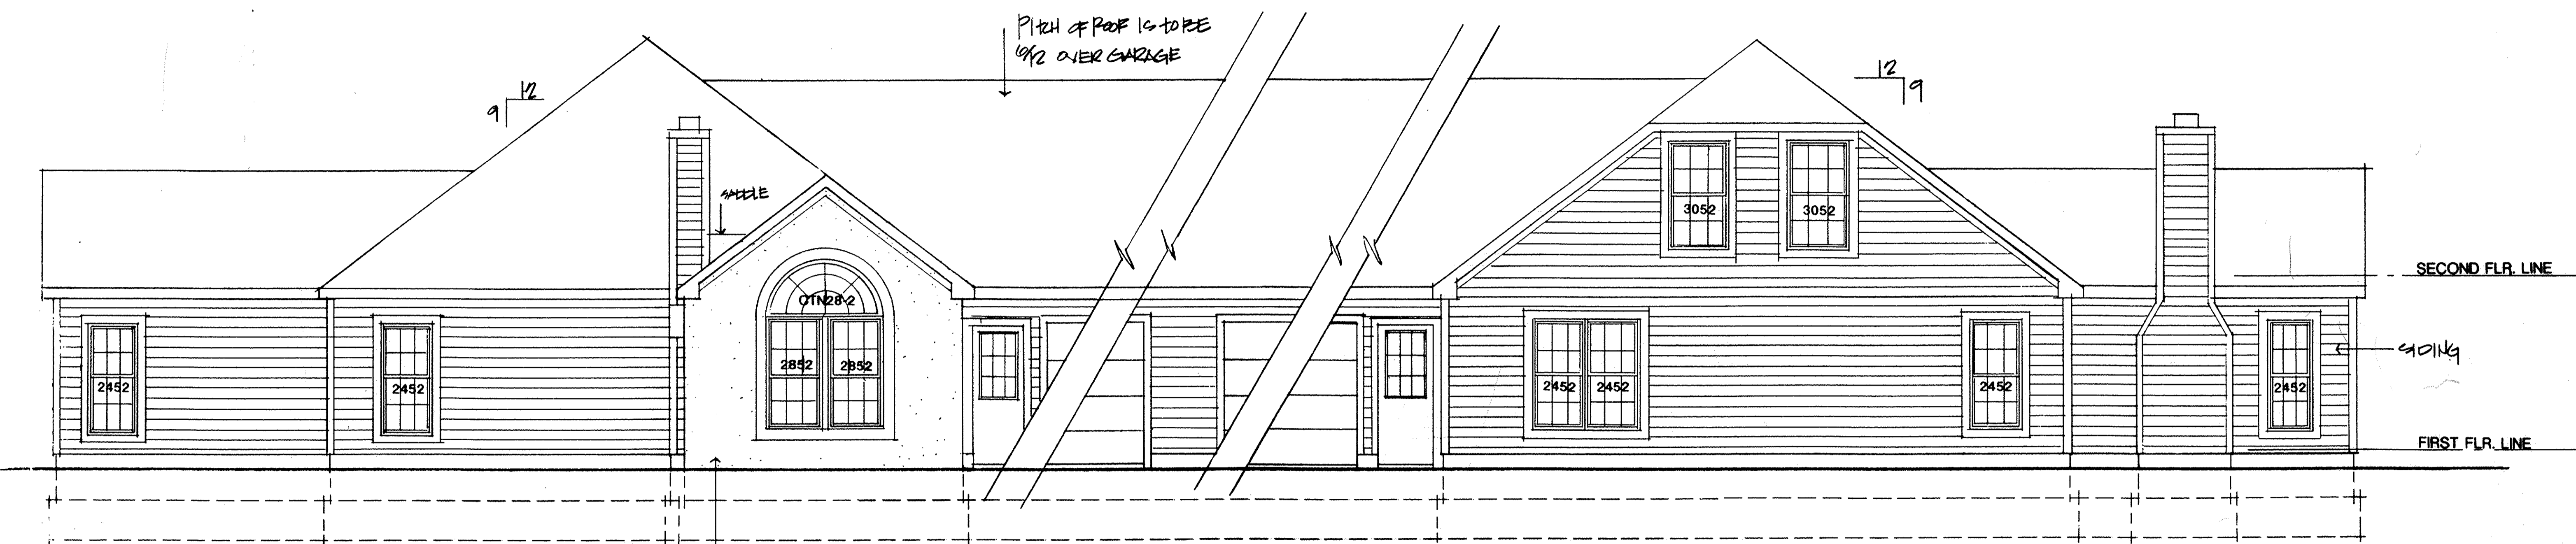 PITCH OF ROOF IS TO BE
6/12 OVER GARAGE
12
9
12
9
SADDLE
3052
3052
SECOND FLR. LINE
CTN28-2
SIDING
2852
2852
2452
2452
2452
2452
2452
2452
FIRST FLR. LINE